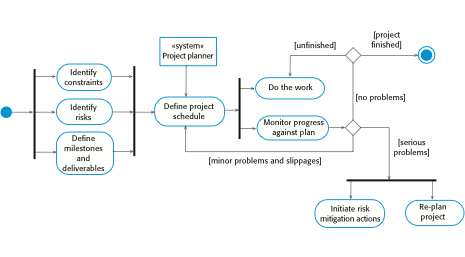 «system»
Project planner
[project
finished]
[unfinished]
Identify
constraints
Do the work
[no problems]
Identify
risks
Define project
schedule
Monitor progress
against plan
Define
milestones
and
deliverables
[serious
problems]
[minor problems and slippages]
Initiate risk
mitigation actions
Re-plan
project